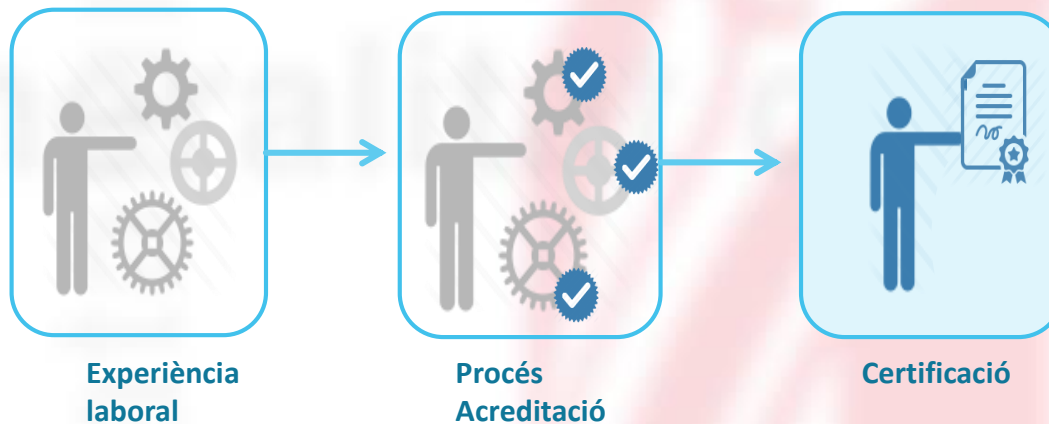 Experiència
laboral
Procés
Acreditació
Certificació